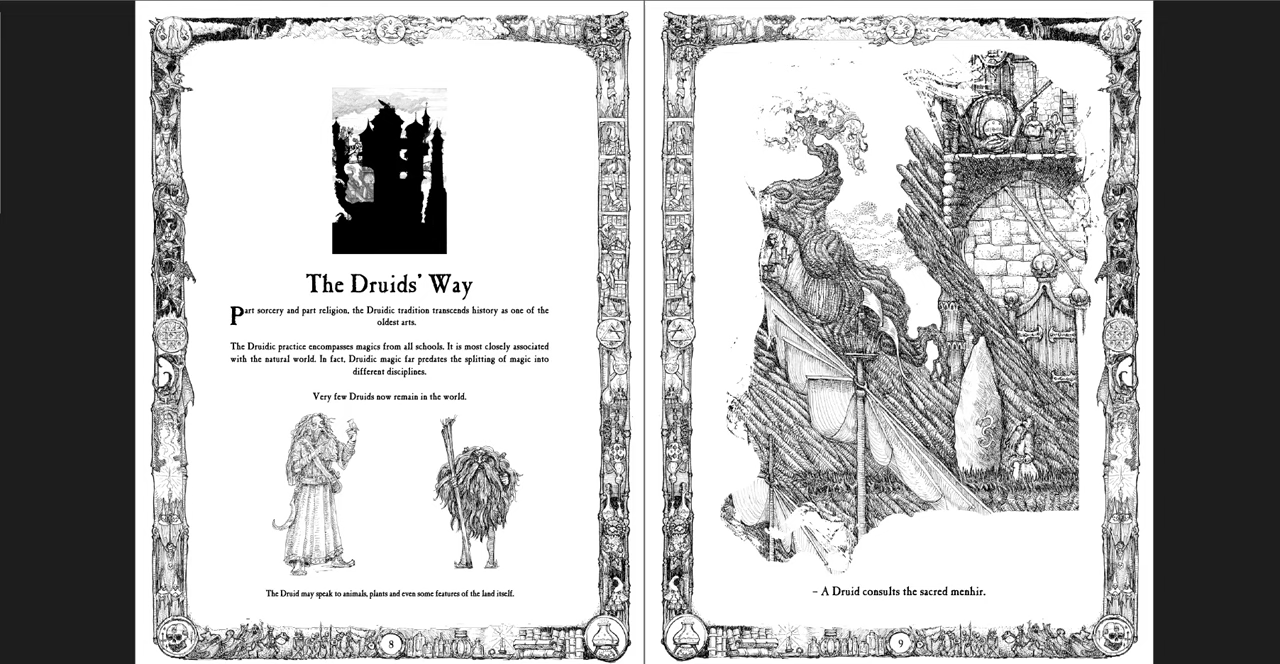 The Druids' Way
Part sorcery and part religion, the Druidic tradition transcends history as one of the
oldest arts.
The Druidic practice encompasses magics from all schools. It is most closely associated
with the natural world. In fact, Druidic magic far predates the splitting of magic into
different disciplines.
Very few Druids now remain in the world.
The Druid may speak to animals, plants and even some features of the land itself.
8
– A Druid consults the sacred menhir.
9